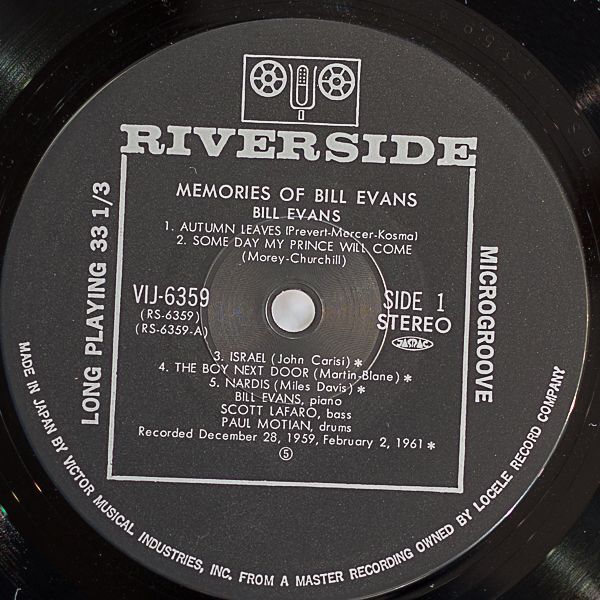 RIVERSIDE
MEMORIES OF BILL EVANS
BILL EVANS
1. AUTUMN LEAVES (Prevert-Mercer-Kosma)
2. SOME DAY MY PRINCE WILL COME
(Morey-Churchill)
LONG PLAYING 33 1/3
VIJ-6359
(RS-6359)
(RS-6359-A)
SIDE 1
STEREO
JASRAC
MICROGROOVE
3. ISRAEL (John Carisi) *
4. THE BOY NEXT DOOR (Martin-Blane) *
5. NARDIS (Miles Davis) *
BILL EVANS, piano
SCOTT LAFARO, bass
PAUL MOTIAN, drums
Recorded December 28, 1959, February 2, 1961 *
⑤
MADE IN JAPAN BY VICTOR MUSICAL INDUSTRIES, INC. FROM A MASTER RECORDING OWNED BY LOCELE RECORD COMPANY